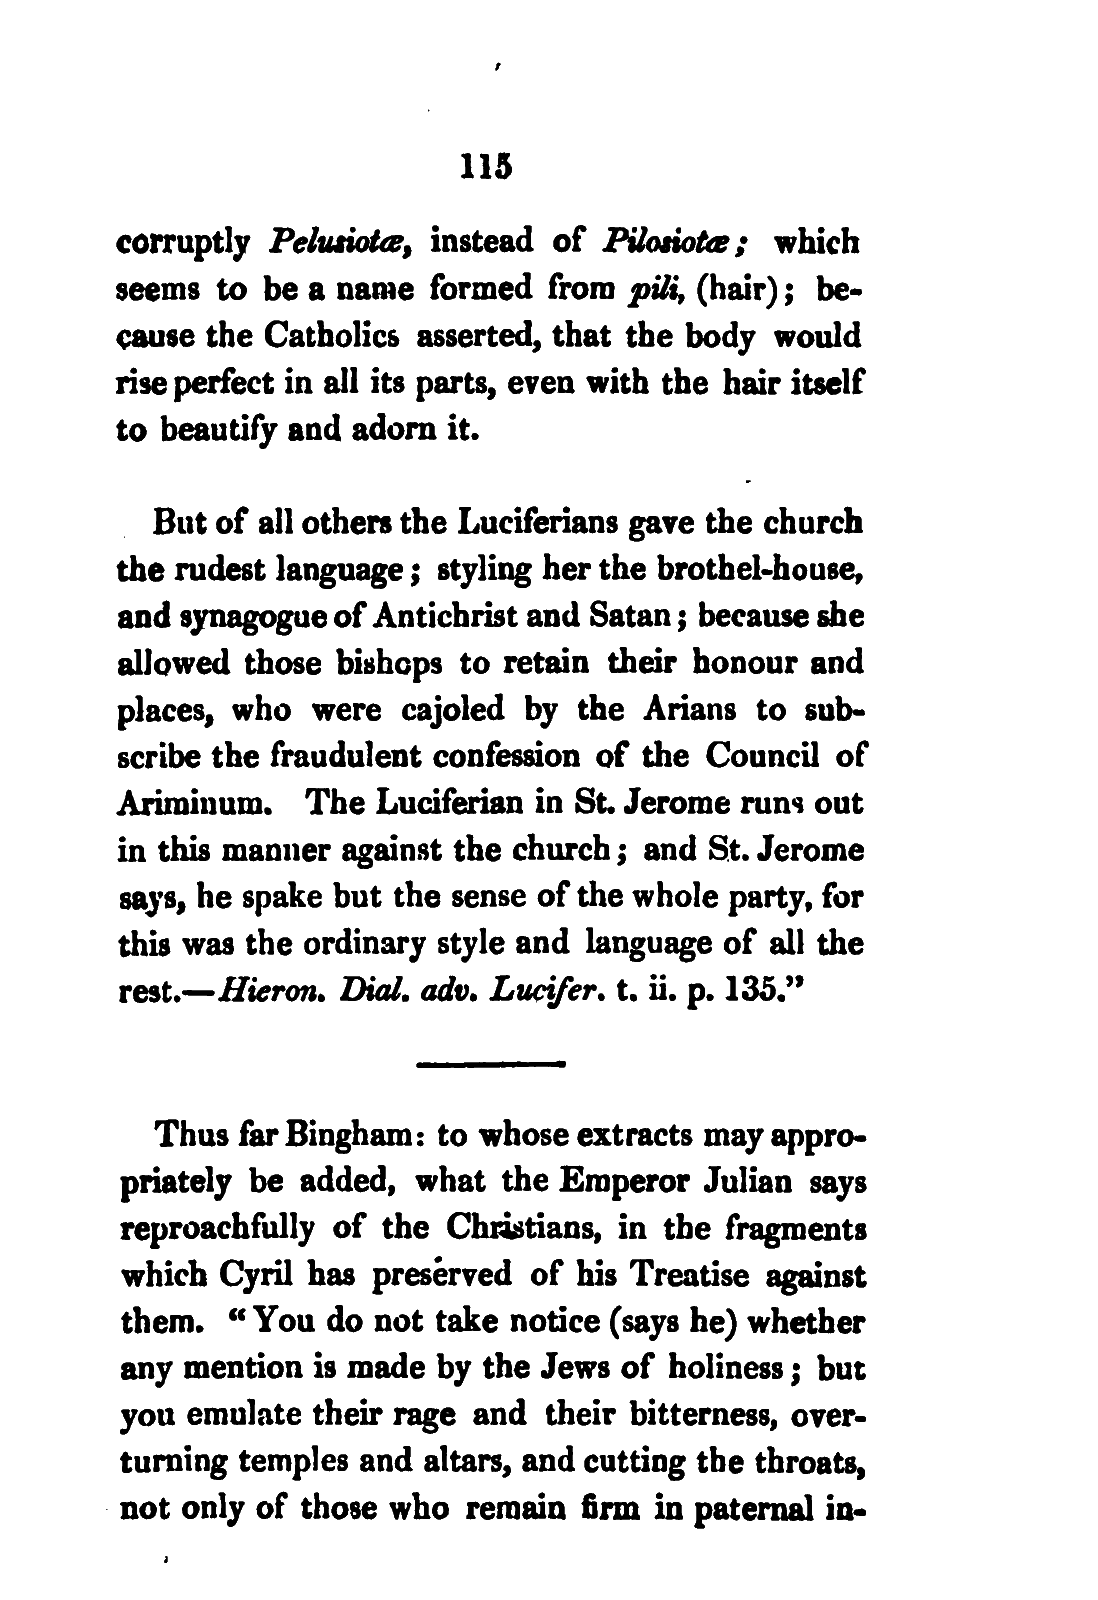 115
corruptly Pelusiotæ, instead of Pilosiotæ; which
seems to be a name formed from pili, (hair); be-
cause the Catholics asserted, that the body would
rise perfect in all its parts, even with the hair itself
to beautify and adorn it.
But of all others the Luciferians gave the church
the rudest language; styling her the brothel-house,
and synagogue of Antichrist and Satan; because she
allowed those bishops to retain their honour and
places, who were cajoled by the Arians to sub-
scribe the fraudulent confession of the Council of
Ariminum. The Luciferian in St. Jerome runs out
in this manner against the church; and St. Jerome
says, he spake but the sense of the whole party, for
this was the ordinary style and language of all the
rest.—Hieron. Dial. adv. Lucifer. t. ii. p. 135.”
Thus far Bingham: to whose extracts may appro-
priately be added, what the Emperor Julian says
reproachfully of the Christians, in the fragments
which Cyril has preserved of his Treatise against
them. “You do not take notice (says he) whether
any mention is made by the Jews of holiness; but
you emulate their rage and their bitterness, over-
turning temples and altars, and cutting the throats,
not only of those who remain firm in paternal in-